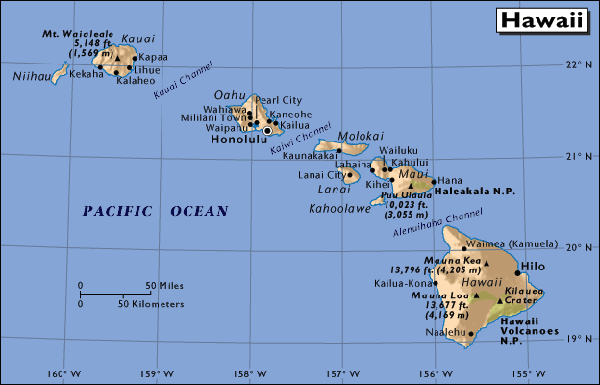 Hawaii
Mt. Waialeale
5,148 ft.
(1,569 m)
Kauai
Kapaa
Lihue
Kalaheo
Kekaha
Niihau
Kauai Channel
22°N
Oahu
Pearl City
Wahiawa
Mililani Town
Waipahu
Kaneohe
Kailua
Honolulu
Kaiwi Channel
Molokai
Kaunakakai
Wailuku
Lahaina
Kahului
21°N
Lanai City
Lanai
Kihei
Maui
Hana
Haleakala N.P.
Puu Ulaula
10,023 ft.
(3,055 m)
Kahoolawe
Alenuihaha Channel
PACIFIC OCEAN
20°N
Waimea (Kamuela)
Mauna Kea
13,796 ft. (4,205 m)
Hilo
Hawaii
Kailua-Kona
Kilauea
Crater
Mauna Loa
13,677 ft.
(4,169 m)
Hawaii
Volcanoes
N.P.
Naalehu
19°N
0 50 Miles
0 50 Kilometers
160°W 159°W 158°W 157°W 156°W 155°W